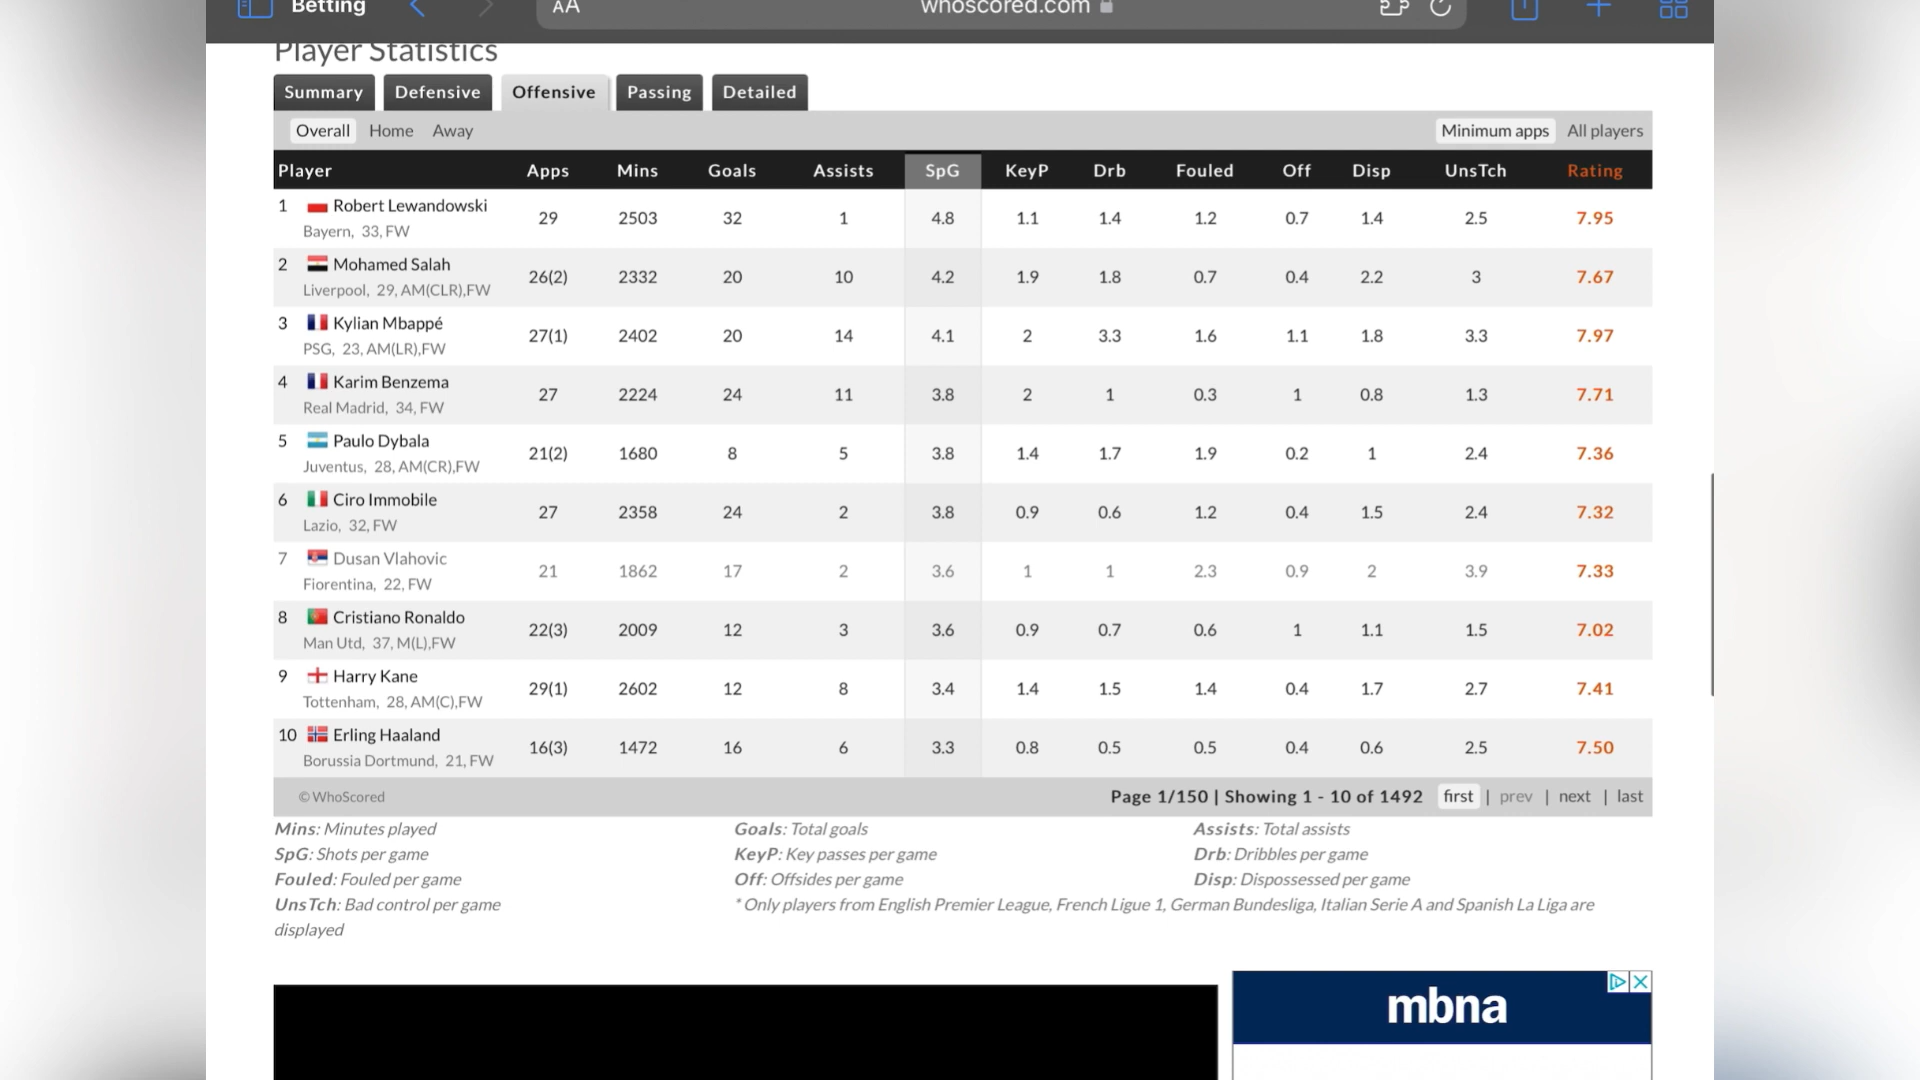 Betting
AA
whoscored.com
Player Statistics
Summary Defensive Offensive Passing Detailed
Overall Home Away Minimum apps All players
Player Apps Mins Goals Assists SpG KeyP Drb Fouled Off Disp UnsTch Rating
1 Robert Lewandowski 29 2503 32 1 4.8 1.1 1.4 1.2 0.7 1.4 2.5 7.95
Bayern, 33, FW
2 Mohamed Salah 26(2) 2332 20 10 4.2 1.9 1.8 0.7 0.4 2.2 3 7.67
Liverpool, 29, AM(CLR),FW
3 Kylian Mbappé 27(1) 2402 20 14 4.1 2 3.3 1.6 1.1 1.8 3.3 7.97
PSG, 23, AM(LR),FW
4 Karim Benzema 27 2224 24 11 3.8 2 1 0.3 1 0.8 1.3 7.71
Real Madrid, 34, FW
5 Paulo Dybala 21(2) 1680 8 5 3.8 1.4 1.7 1.9 0.2 1 2.4 7.36
Juventus, 28, AM(CR),FW
6 Ciro Immobile 27 2358 24 2 3.8 0.9 0.6 1.2 0.4 1.5 2.4 7.32
Lazio, 32, FW
7 Dusan Vlahovic 21 1862 17 2 3.6 1 1 2.3 0.9 2 3.9 7.33
Fiorentina, 22, FW
8 Cristiano Ronaldo 22(3) 2009 12 3 3.6 0.9 0.7 0.6 1 1.1 1.5 7.02
Man Utd, 37, M(L),FW
9 Harry Kane 29(1) 2602 12 8 3.4 1.4 1.5 1.4 0.4 1.7 2.7 7.41
Tottenham, 28, AM(C),FW
10 Erling Haaland 16(3) 1472 16 6 3.3 0.8 0.5 0.5 0.4 0.6 2.5 7.50
Borussia Dortmund, 21, FW
© WhoScored Page 1/150 | Showing 1 - 10 of 1492 first | prev | next | last
Mins: Minutes played Goals: Total goals Assists: Total assists
SpG: Shots per game KeyP: Key passes per game Drb: Dribbles per game
Fouled: Fouled per game Off: Offsides per game Disp: Dispossessed per game
UnsTch: Bad control per game * Only players from English Premier League, French Ligue 1, German Bundesliga, Italian Serie A and Spanish La Liga are
displayed
mbna